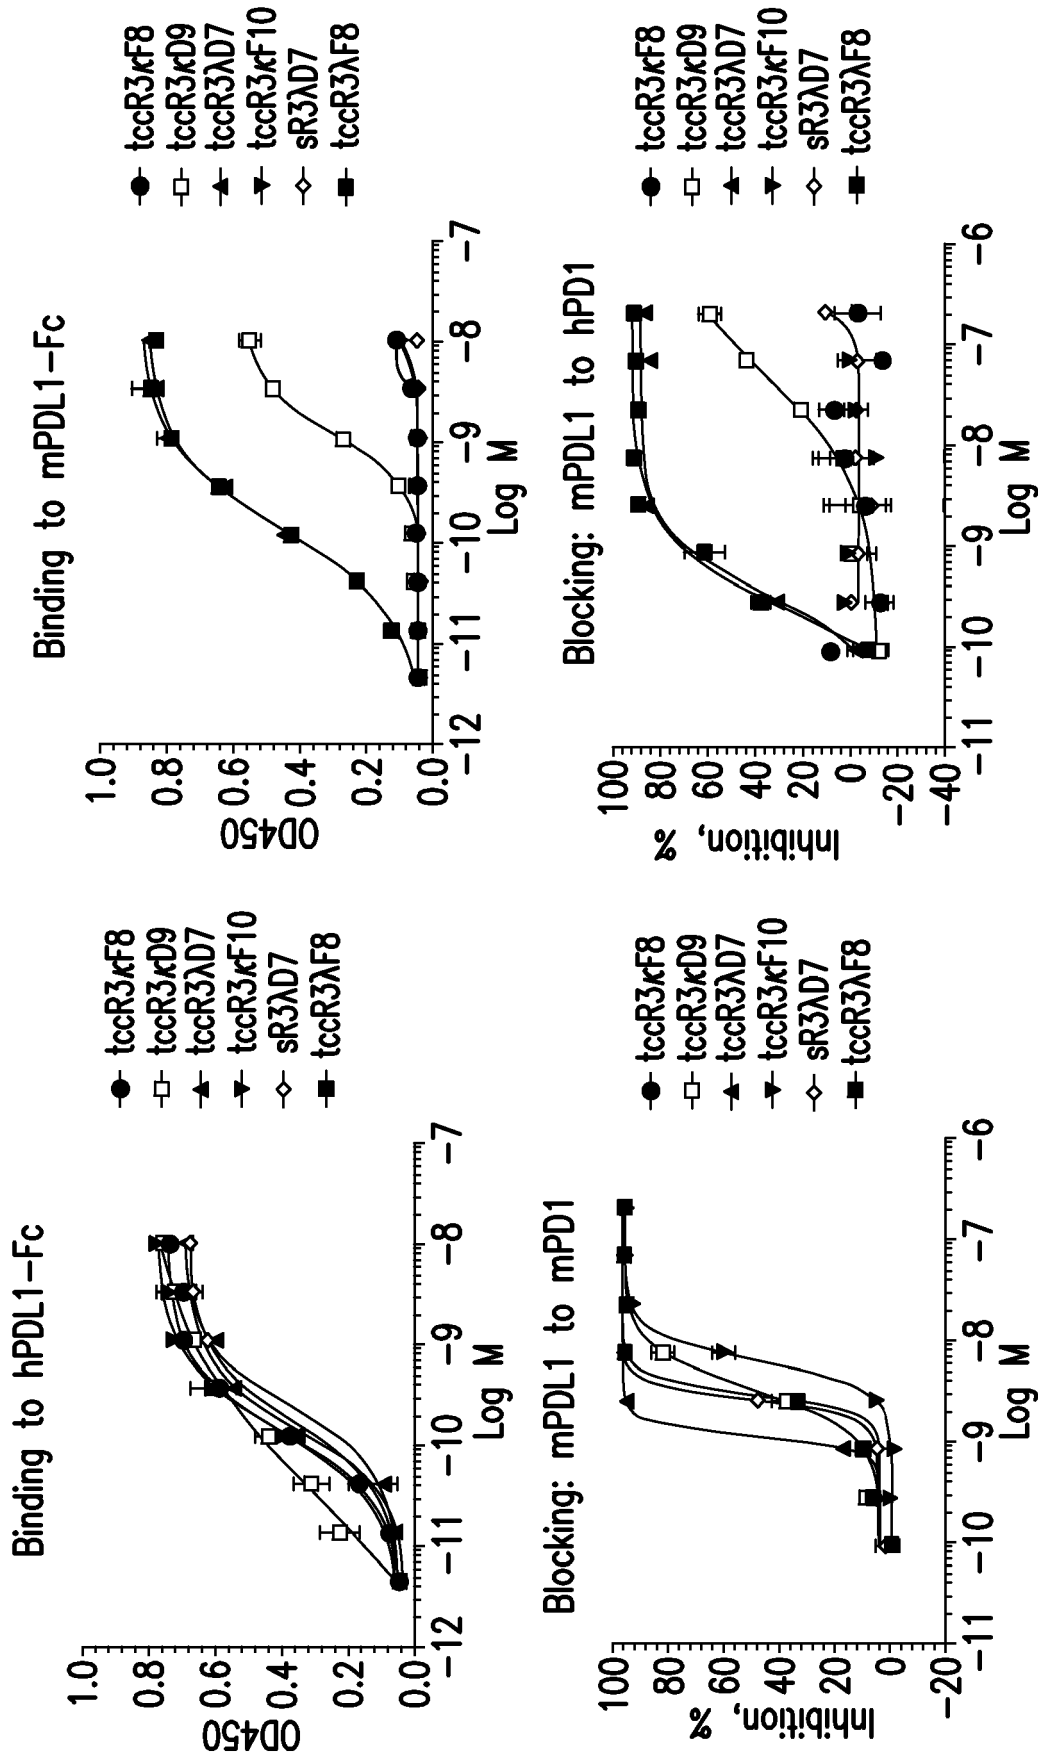 Binding to hPDL1-Fc
OD450
1.0
0.8
0.6
0.4
0.2
0.0
-12 -11 -10 -9 -8 -7
Log M
tccR3κF8
tccR3κD9
tccR3λD7
tccR3κF10
sR3λD7
tccR3λF8
Binding to mPDL1-Fc
OD450
1.0
0.8
0.6
0.4
0.2
0.0
-12 -11 -10 -9 -8 -7
Log M
tccR3κF8
tccR3κD9
tccR3λD7
tccR3κF10
sR3λD7
tccR3λF8
Blocking: mPDL1 to mPD1
Inhibition, %
100
80
60
40
20
0
-20
-11 -10 -9 -8 -7 -6
Log M
tccR3κF8
tccR3κD9
tccR3λD7
tccR3κF10
sR3λD7
tccR3λF8
Blocking: mPDL1 to hPD1
Inhibition, %
100
80
60
40
20
0
-20
-40
-11 -10 -9 -8 -7 -6
Log M
tccR3κF8
tccR3κD9
tccR3λD7
tccR3κF10
sR3λD7
tccR3λF8